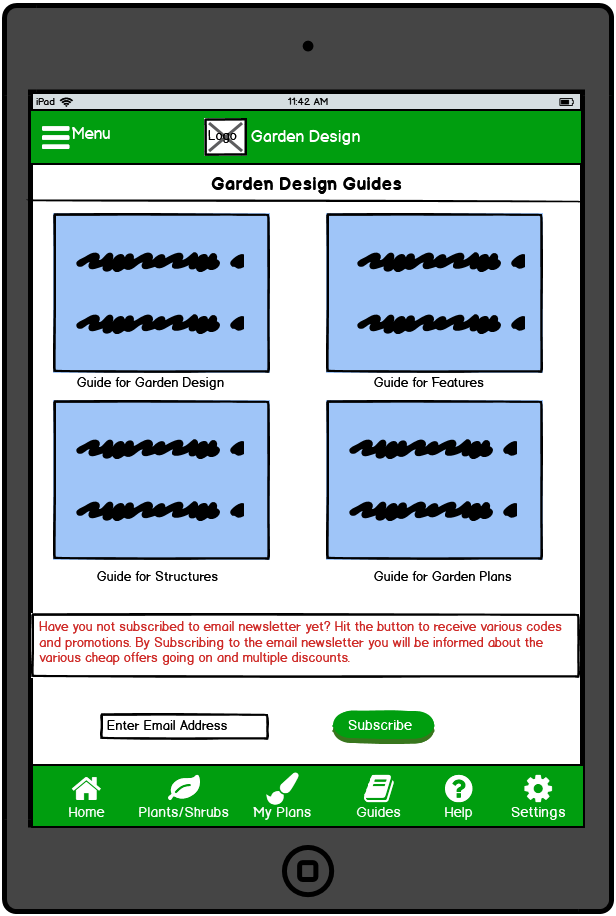 iPad 11:42 AM
Menu Logo Garden Design
Garden Design Guides
Guide for Garden Design Guide for Features
Guide for Structures Guide for Garden Plans
Have you not subscribed to email newsletter yet? Hit the button to receive various codes
and promotions. By Subscribing to the email newsletter you will be informed about the
various cheap offers going on and multiple discounts.
Enter Email Address Subscribe
Home Plants/Shrubs My Plans Guides Help Settings